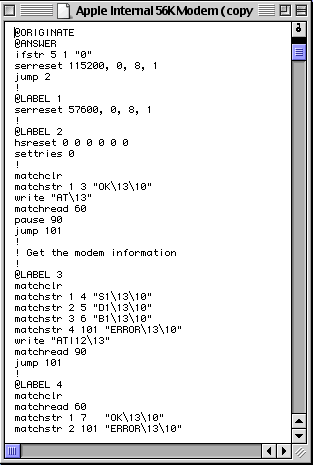 Apple Internal 56K Modem (copy
@ORIGINATE
@ANSWER
ifstr 5 1 "0"
serreset 115200, 0, 8, 1
jump 2
!
@LABEL 1
serreset 57600, 0, 8, 1
@LABEL 2
hsreset 0 0 0 0 0 0
settries 0
!
matchclr
matchstr 1 3 "OK\13\10"
write "AT\13"
matchread 60
pause 90
jump 101
!
! Get the modem information
!
@LABEL 3
matchclr
matchstr 1 4 "S1\13\10"
matchstr 2 5 "D1\13\10"
matchstr 3 6 "B1\13\10"
matchstr 4 101 "ERROR\13\10"
write "ATI12\13"
matchread 90
jump 101
!
@LABEL 4
matchclr
matchread 60
matchstr 1 7   "OK\13\10"
matchstr 2 101 "ERROR\13\10"